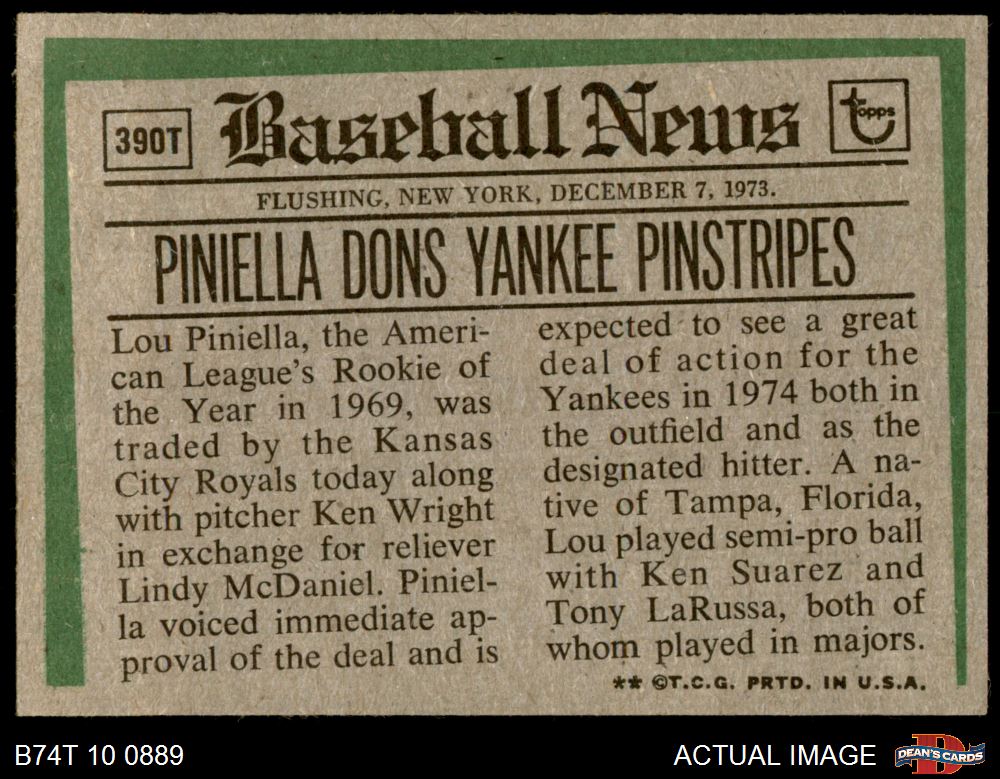 390T
Baseball News
Topps
FLUSHING, NEW YORK, DECEMBER 7, 1973.
PINIELLA DONS YANKEE PINSTRIPES
Lou Piniella, the Ameri-
can League's Rookie of
the Year in 1969, was
traded by the Kansas
City Royals today along
with pitcher Ken Wright
in exchange for reliever
Lindy McDaniel. Piniel-
la voiced immediate ap-
proval of the deal and is
expected to see a great
deal of action for the
Yankees in 1974 both in
the outfield and as the
designated hitter. A na-
tive of Tampa, Florida,
Lou played semi-pro ball
with Ken Suarez and
Tony LaRussa, both of
whom played in majors.
** ©T.C.G. PRTD. IN U.S.A.
B74T 10 0889
ACTUAL IMAGE
DEAN'S CARDS